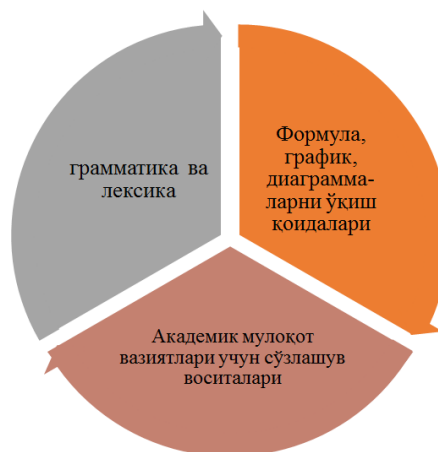 грамматика ва
лексика
Формула,
график,
диаграмма-
ларни ўқиш
қоидалари
Академик мулоқот
вазиятлари учун сўзлашув
воситалари